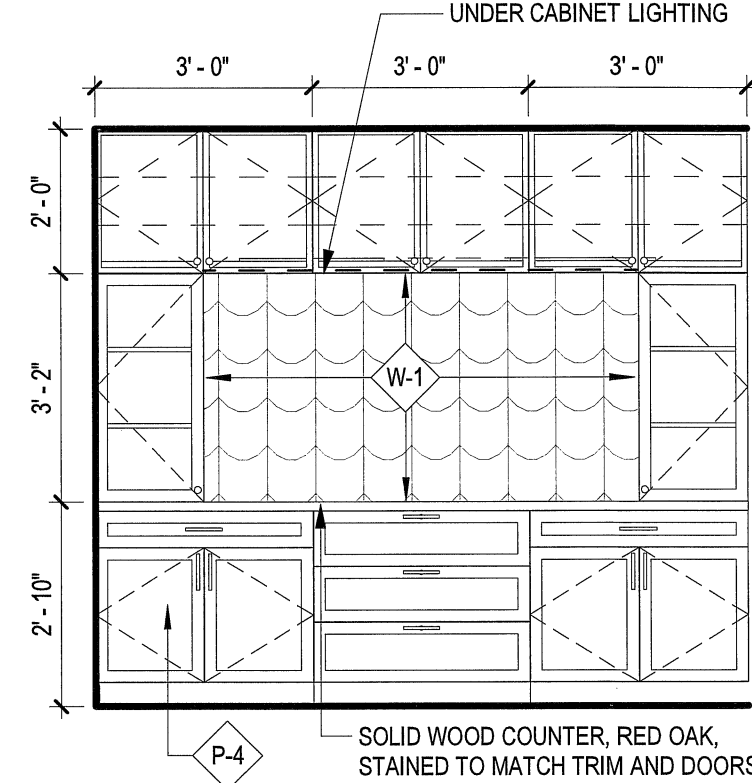 UNDER CABINET LIGHTING
3' - 0" 3' - 0" 3' - 0"
2' - 0"
3' - 2"
W-1
2' - 10"
P-4
SOLID WOOD COUNTER, RED OAK,
STAINED TO MATCH TRIM AND DOORS